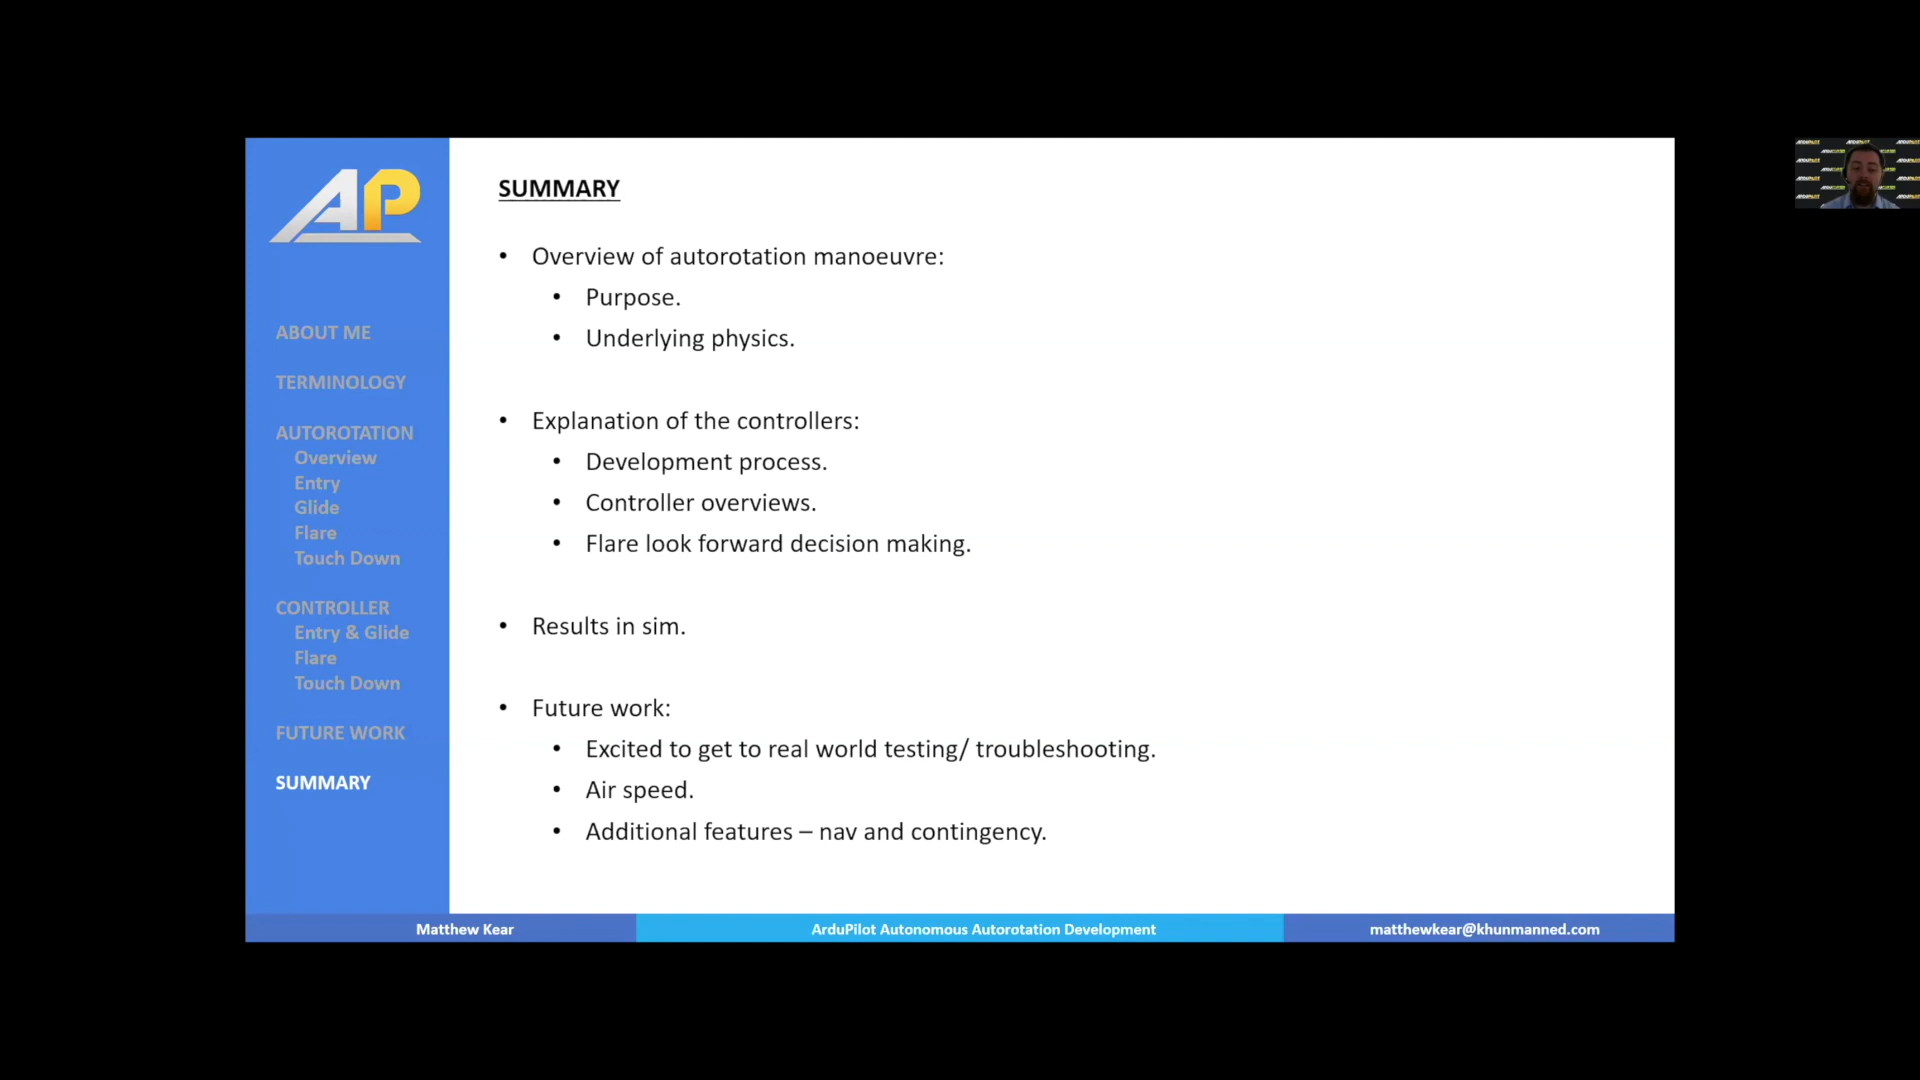 AP
ABOUT ME
TERMINOLOGY
AUTOROTATION
Overview
Entry
Glide
Flare
Touch Down
CONTROLLER
Entry & Glide
Flare
Touch Down
FUTURE WORK
SUMMARY
SUMMARY
• Overview of autorotation manoeuvre:
• Purpose.
• Underlying physics.
• Explanation of the controllers:
• Development process.
• Controller overviews.
• Flare look forward decision making.
• Results in sim.
• Future work:
• Excited to get to real world testing/ troubleshooting.
• Air speed.
• Additional features – nav and contingency.
Matthew Kear
ArduPilot Autonomous Autorotation Development
matthewkear@khunmanned.com